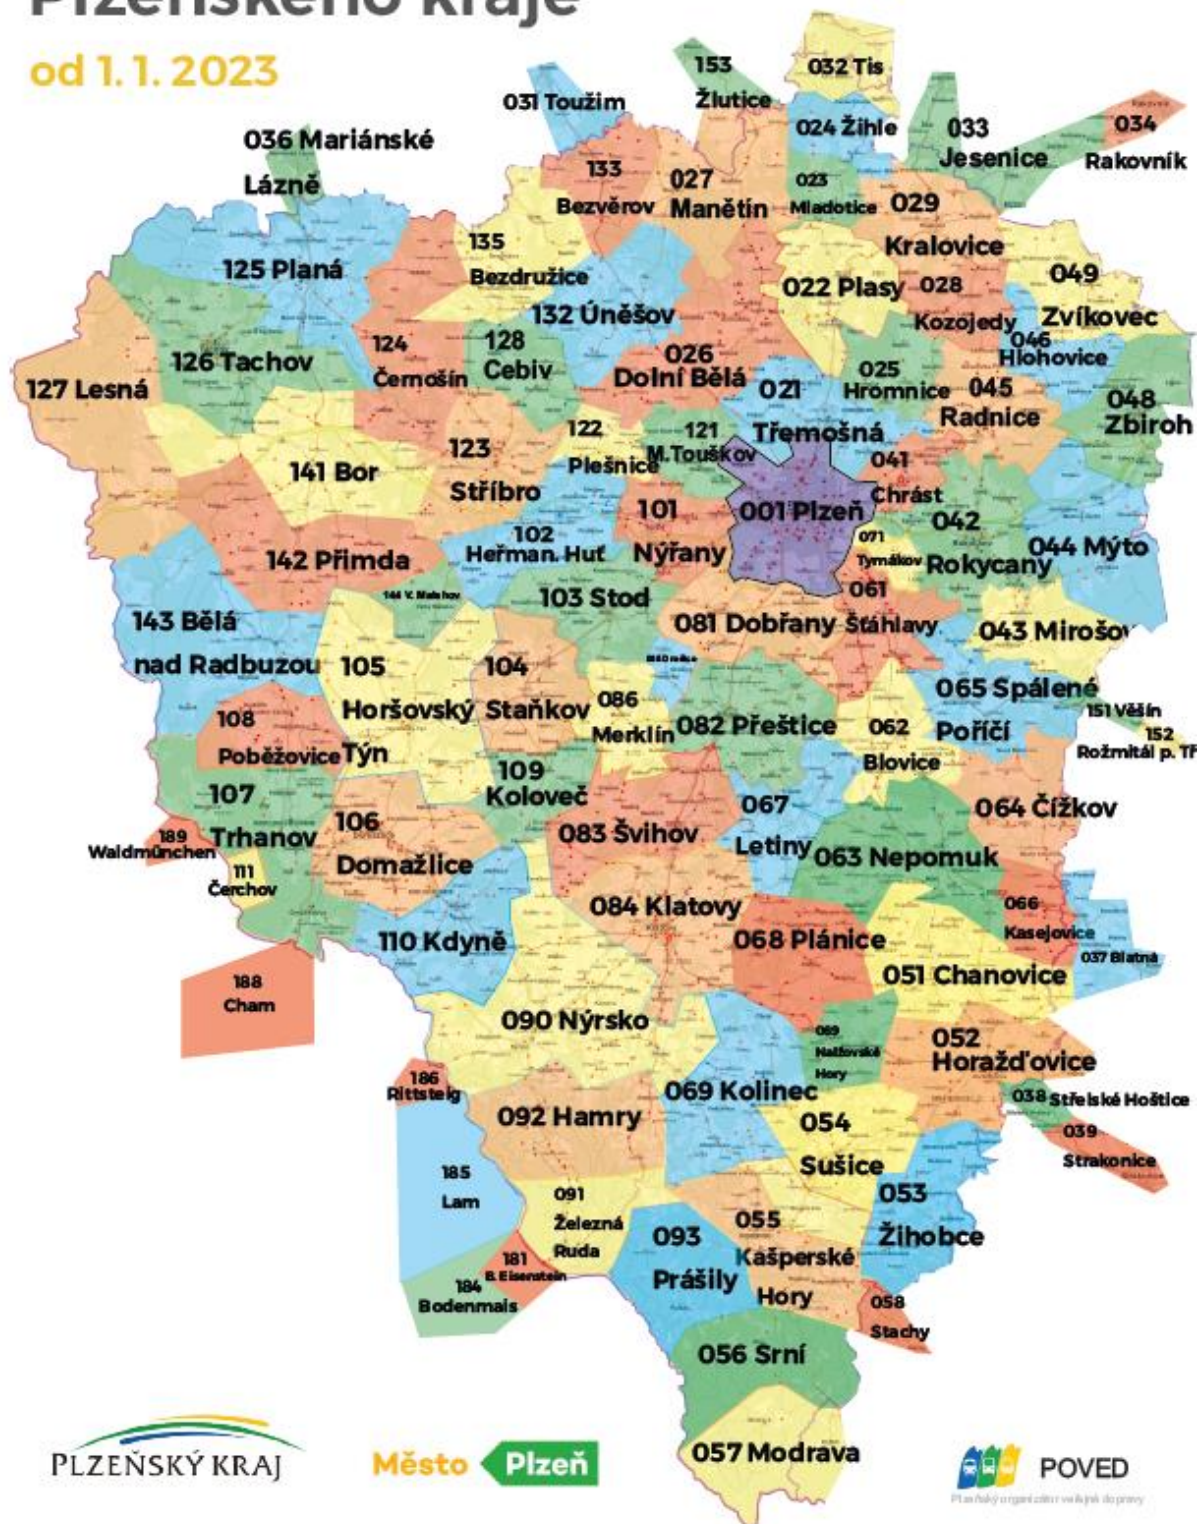 Plzeňského kraje
od 1. 1. 2023
032 Tis
153
Žlutice
031 Toužim
024 Žihle
033
Jesenice
034
Rakovník
036 Mariánské
Lázně
133
Bezvěrov
027
Manětín
023
Mladotice
029
Kralovice
135
Bezdružice
125 Planá
022 Plasy
028
Kozojedy
049
Zvíkovec
132 Úněšov
046
Hlohovice
124
Černošín
128
Cebiv
026
Dolní Bělá
126 Tachov
025
Hromnice
045
Radnice
127 Lesná
021
Třemošná
048
Zbiroh
122
Plešnice
121
M.Touškov
123
Stříbro
141 Bor
041
Chrást
101
Nýřany
001 Plzeň
042
Rokycany
071
Tymákov
102
Heřman. Huť
044 Mýto
142 Přimda
103 Stod
061
Šťáhlavy
081 Dobřany
043 Mirošov
143 Bělá
nad Radbuzou
105
Horšovský
Týn
104
Staňkov
086
Merklín
082 Přeštice
065 Spálené
Poříčí
062
Blovice
151 Věšín
152
Rožmitál p. Tř
108
Poběžovice
109
Koloveč
107
Trhanov
106
Domažlice
083 Švihov
067
Letiny
064 Čížkov
063 Nepomuk
189
Waldmünchen
111
Čerchov
084 Klatovy
066
Kasejovice
110 Kdyně
068 Plánice
037 Blatná
051 Chanovice
188
Cham
090 Nýrsko
089
Nalžovské
Hory
052
Horažďovice
186
Rittsteig
092 Hamry
069 Kolinec
038 Střelské Hoštice
054
Sušice
039
Strakonice
185
Lam
091
Železná
Ruda
053
Žihobce
093
Prášily
055
Kašperské
Hory
181
B. Eisenstein
184
Bodenmais
058
Stachy
056 Srní
057 Modrava
PLZEŇSKÝ KRAJ
Město Plzeň
POVED
Plzeňský organizátor veřejné dopravy